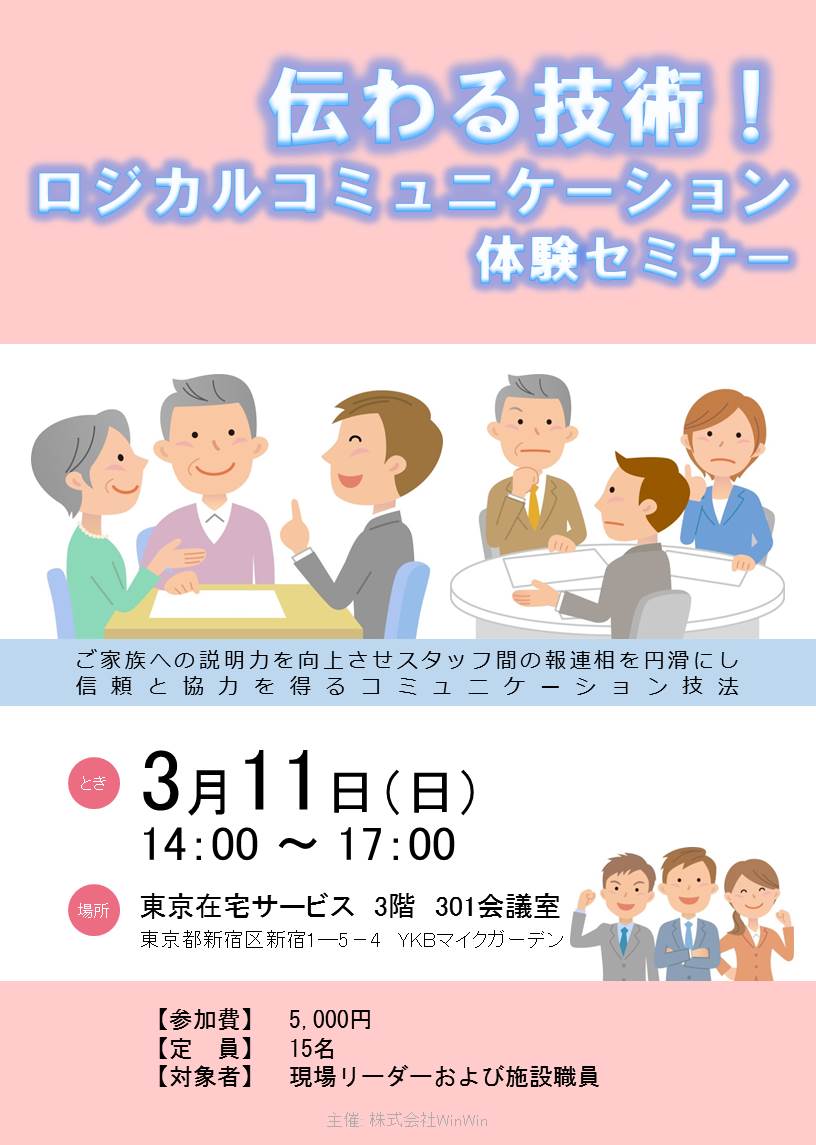 伝わる技術！
ロジカルコミュニケーション
体験セミナー
ご家族への説明力を向上させスタッフ間の報連相を円滑にし
信頼と協力を得るコミュニケーション技法
とき
3月11日（日）
14：00 ～ 17：00
場所
東京在宅サービス　3階　301会議室
東京都新宿区新宿1―5－4　YKBマイクガーデン
【参加費】　5,000円
【定　員】　15名
【対象者】　現場リーダーおよび施設職員
主催 株式会社WinWin